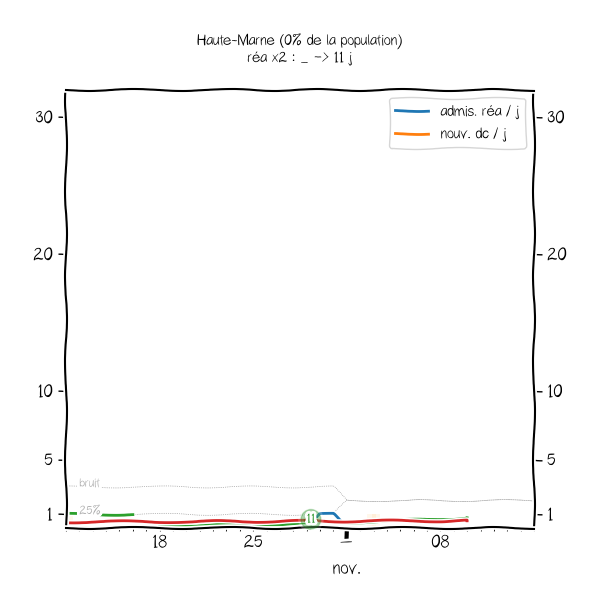 Haute-Marne (0% de la population)
réa x2 : _ -> 11 j
admis. réa / j
nouv. dc / j
30
30
20
20
10
10
5
5
bruit
25%
1
11
1
18
25
08
nov.